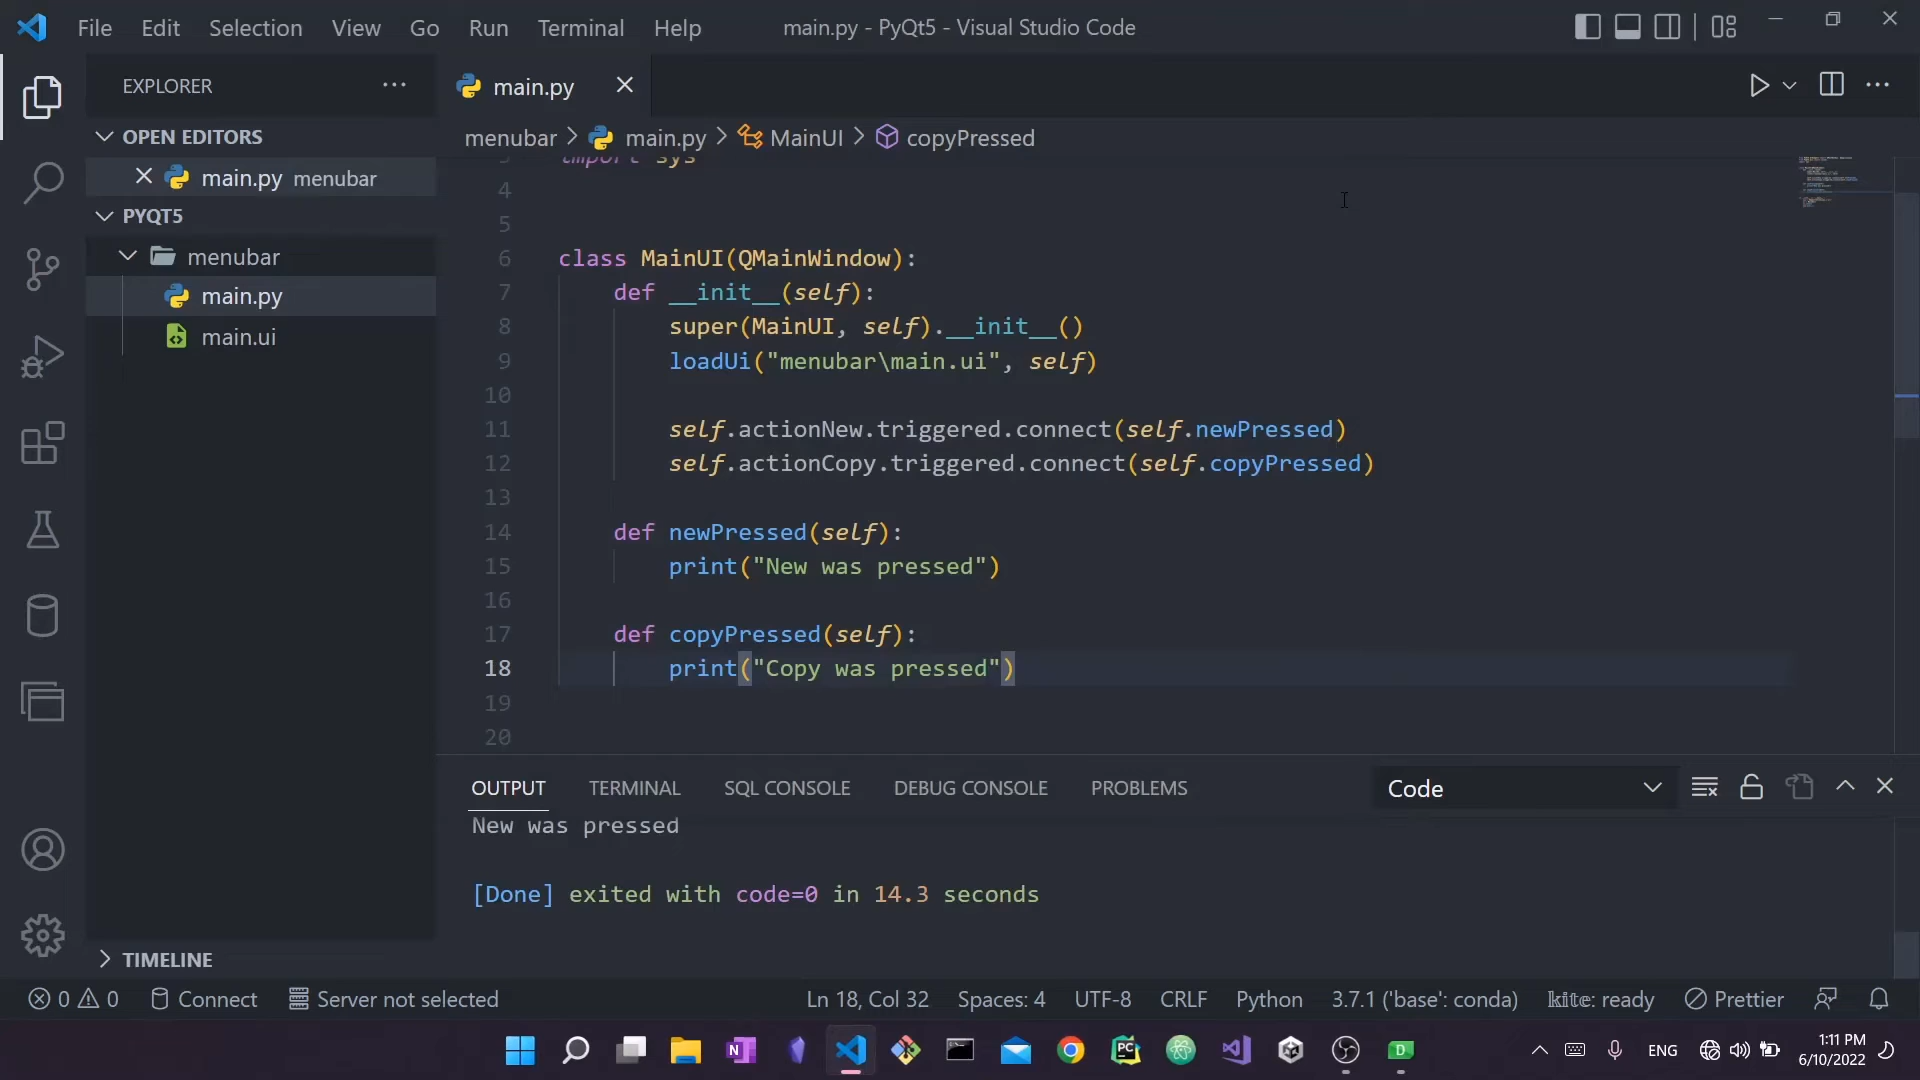 File Edit Selection View Go Run Terminal Help main.py - PyQt5 - Visual Studio Code
EXPLORER
main.py
OPEN EDITORS
main.py menubar
PYQT5
menubar
main.py
main.ui
TIMELINE
menubar > main.py > MainUI > copyPressed
3 import sys
4
5
6 class MainUI(QMainWindow):
7 def __init__(self):
8 super(MainUI, self).__init__()
9 loadUi("menubar\main.ui", self)
10
11 self.actionNew.triggered.connect(self.newPressed)
12 self.actionCopy.triggered.connect(self.copyPressed)
13
14 def newPressed(self):
15 print("New was pressed")
16
17 def copyPressed(self):
18 print("Copy was pressed")
19
20
OUTPUT TERMINAL SQL CONSOLE DEBUG CONSOLE PROBLEMS Code
New was pressed
[Done] exited with code=0 in 14.3 seconds
0 0 Connect Server not selected Ln 18, Col 32 Spaces: 4 UTF-8 CRLF Python 3.7.1 ('base': conda) kite: ready Prettier
ENG 1:11 PM
6/10/2022